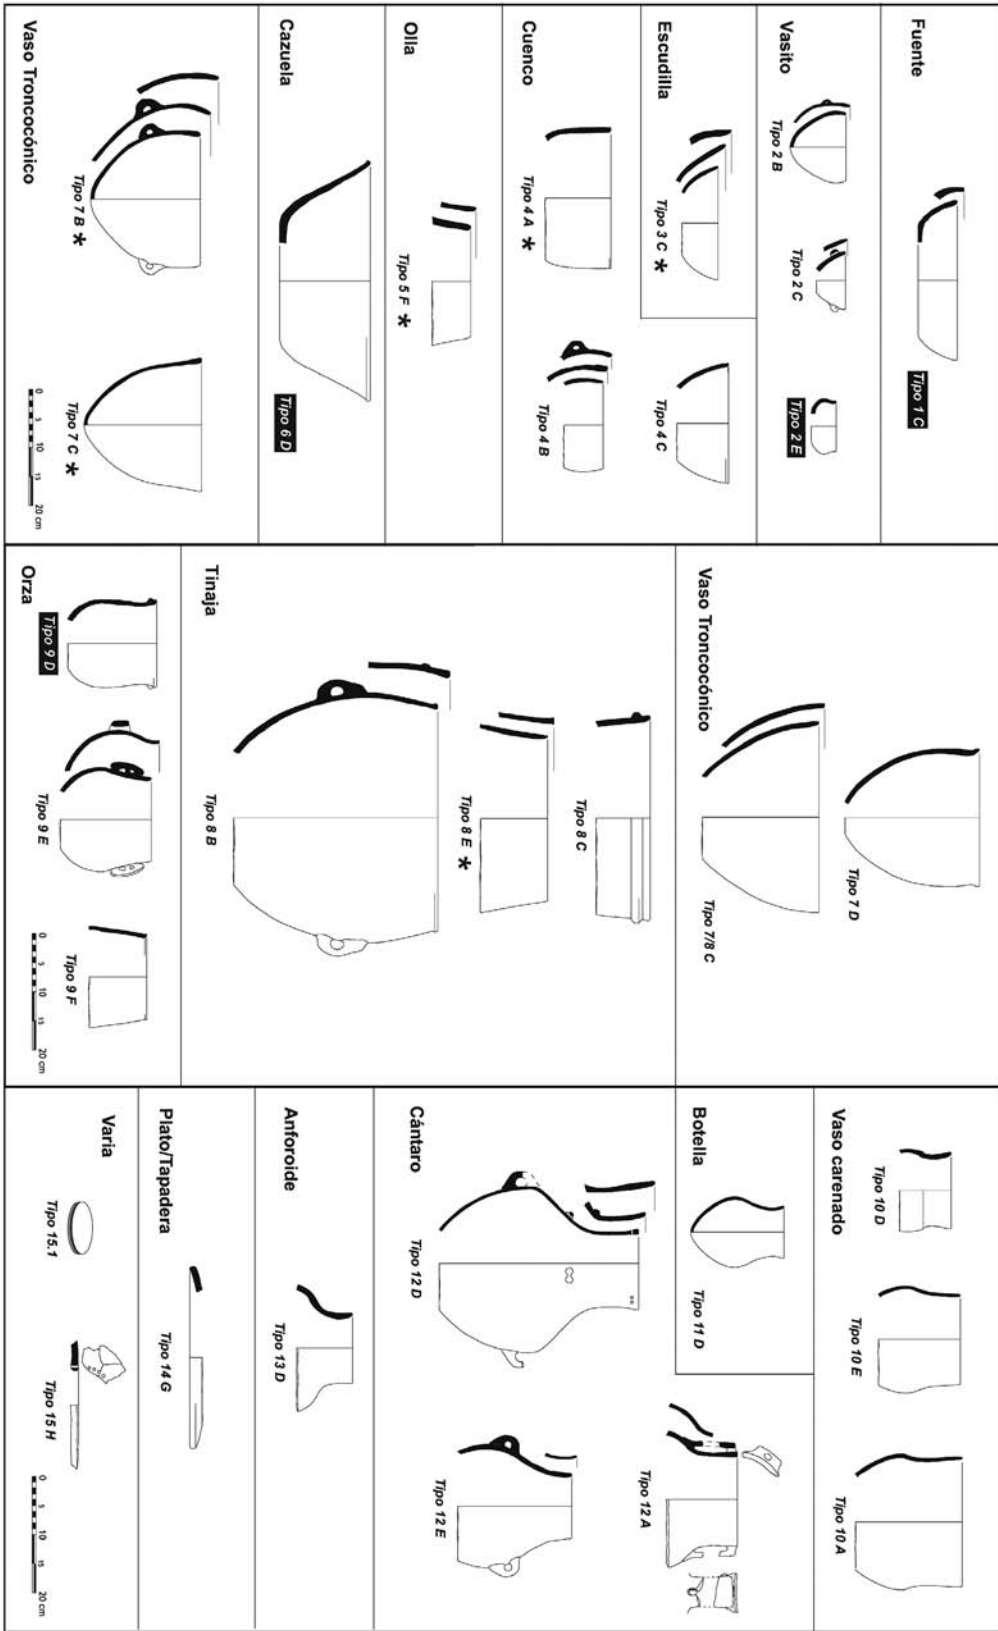 Fuente
Tipo 1 C
Vasito
Tipo 2 B
Tipo 2 C
Tipo 2 E
Escudilla
Tipo 3 C *
Cuenco
Tipo 4 A *
Tipo 4 B
Tipo 4 C
Olla
Tipo 5 F *
Cazuela
Tipo 6 D
Vaso Troncocónico
Tipo 7 B *
Tipo 7 C *
0 5 10 15 20 cm
Vaso Troncocónico
Tipo 7 D
Tipo 7/8 C
Tinaja
Tipo 8 B
Tipo 8 C
Tipo 8 E *
Orza
Tipo 9 D
Tipo 9 E
Tipo 9 F
0 5 10 15 20 cm
Vaso carenado
Tipo 10 D
Tipo 10 E
Tipo 10 A
Botella
Tipo 11 D
Cántaro
Tipo 12 D
Tipo 12 A
Tipo 12 E
Anforoide
Tipo 13 D
Plato/Tapadera
Tipo 14 G
Varia
Tipo 15.1
Tipo 15 H
0 5 10 15 20 cm